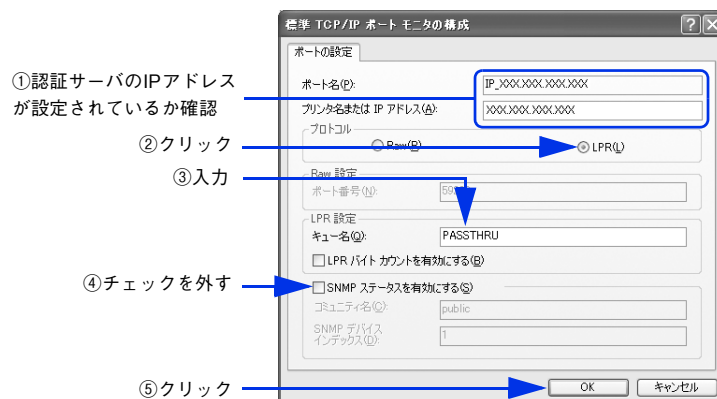 標準 TCP/IP ポート モニタの構成
ポートの設定
①認証サーバのIPアドレス
が設定されているか確認
ポート名(P):
IP_XXX.XXX.XXX.XXX
プリンタ名または IP アドレス(A):
XXX.XXX.XXX.XXX
プロトコル
②クリック
Raw(R)
LPR(L)
③入力
Raw 設定
ポート番号(N):
LPR 設定
キュー名(Q):
PASSTHRU
LPR バイト カウントを有効にする(B)
④チェックを外す
SNMP ステータスを有効にする(S)
コミュニティ名(C):
public
SNMP デバイス
インデックス(D):
1
⑤クリック
OK
キャンセル